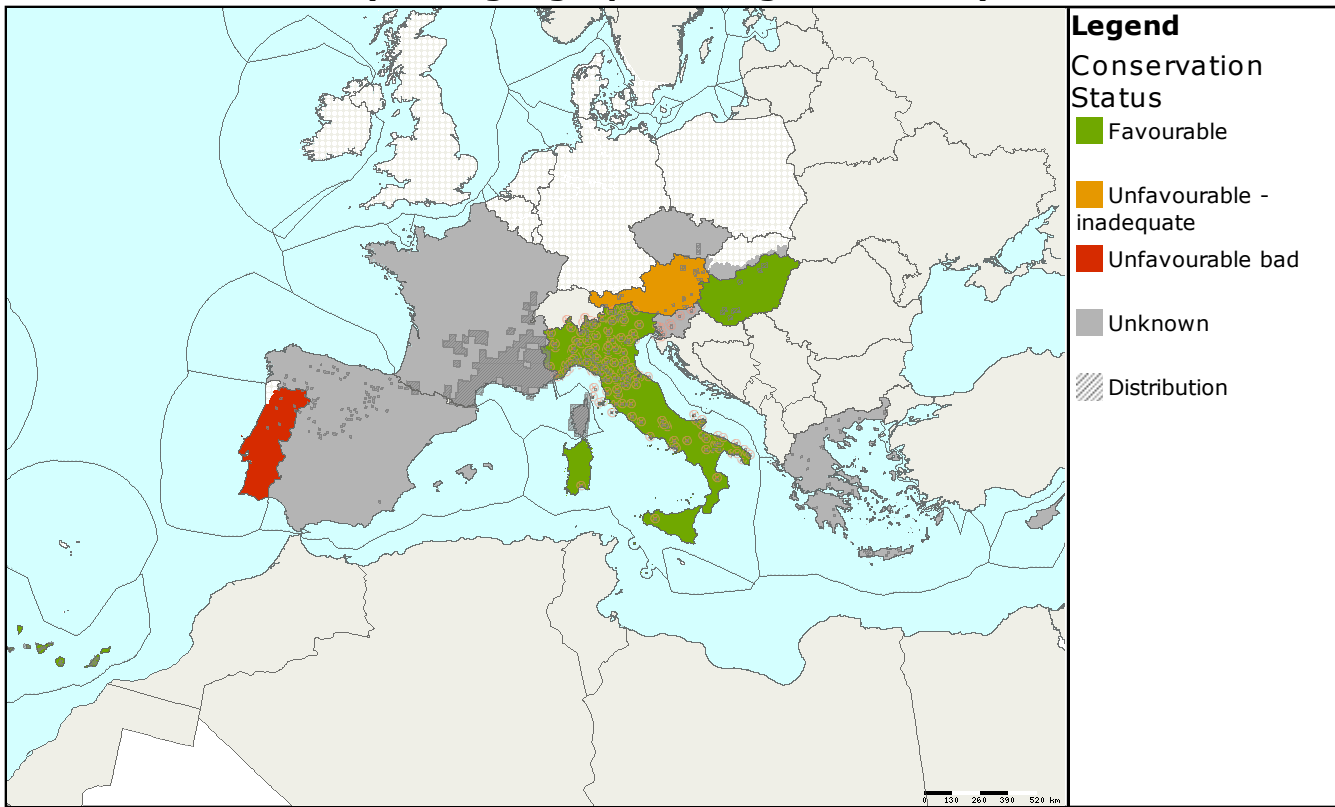 Legend
Conservation
Status
Favourable
Unfavourable -
inadequate
Unfavourable bad
Unknown
Distribution
0 130 260 390 520 km